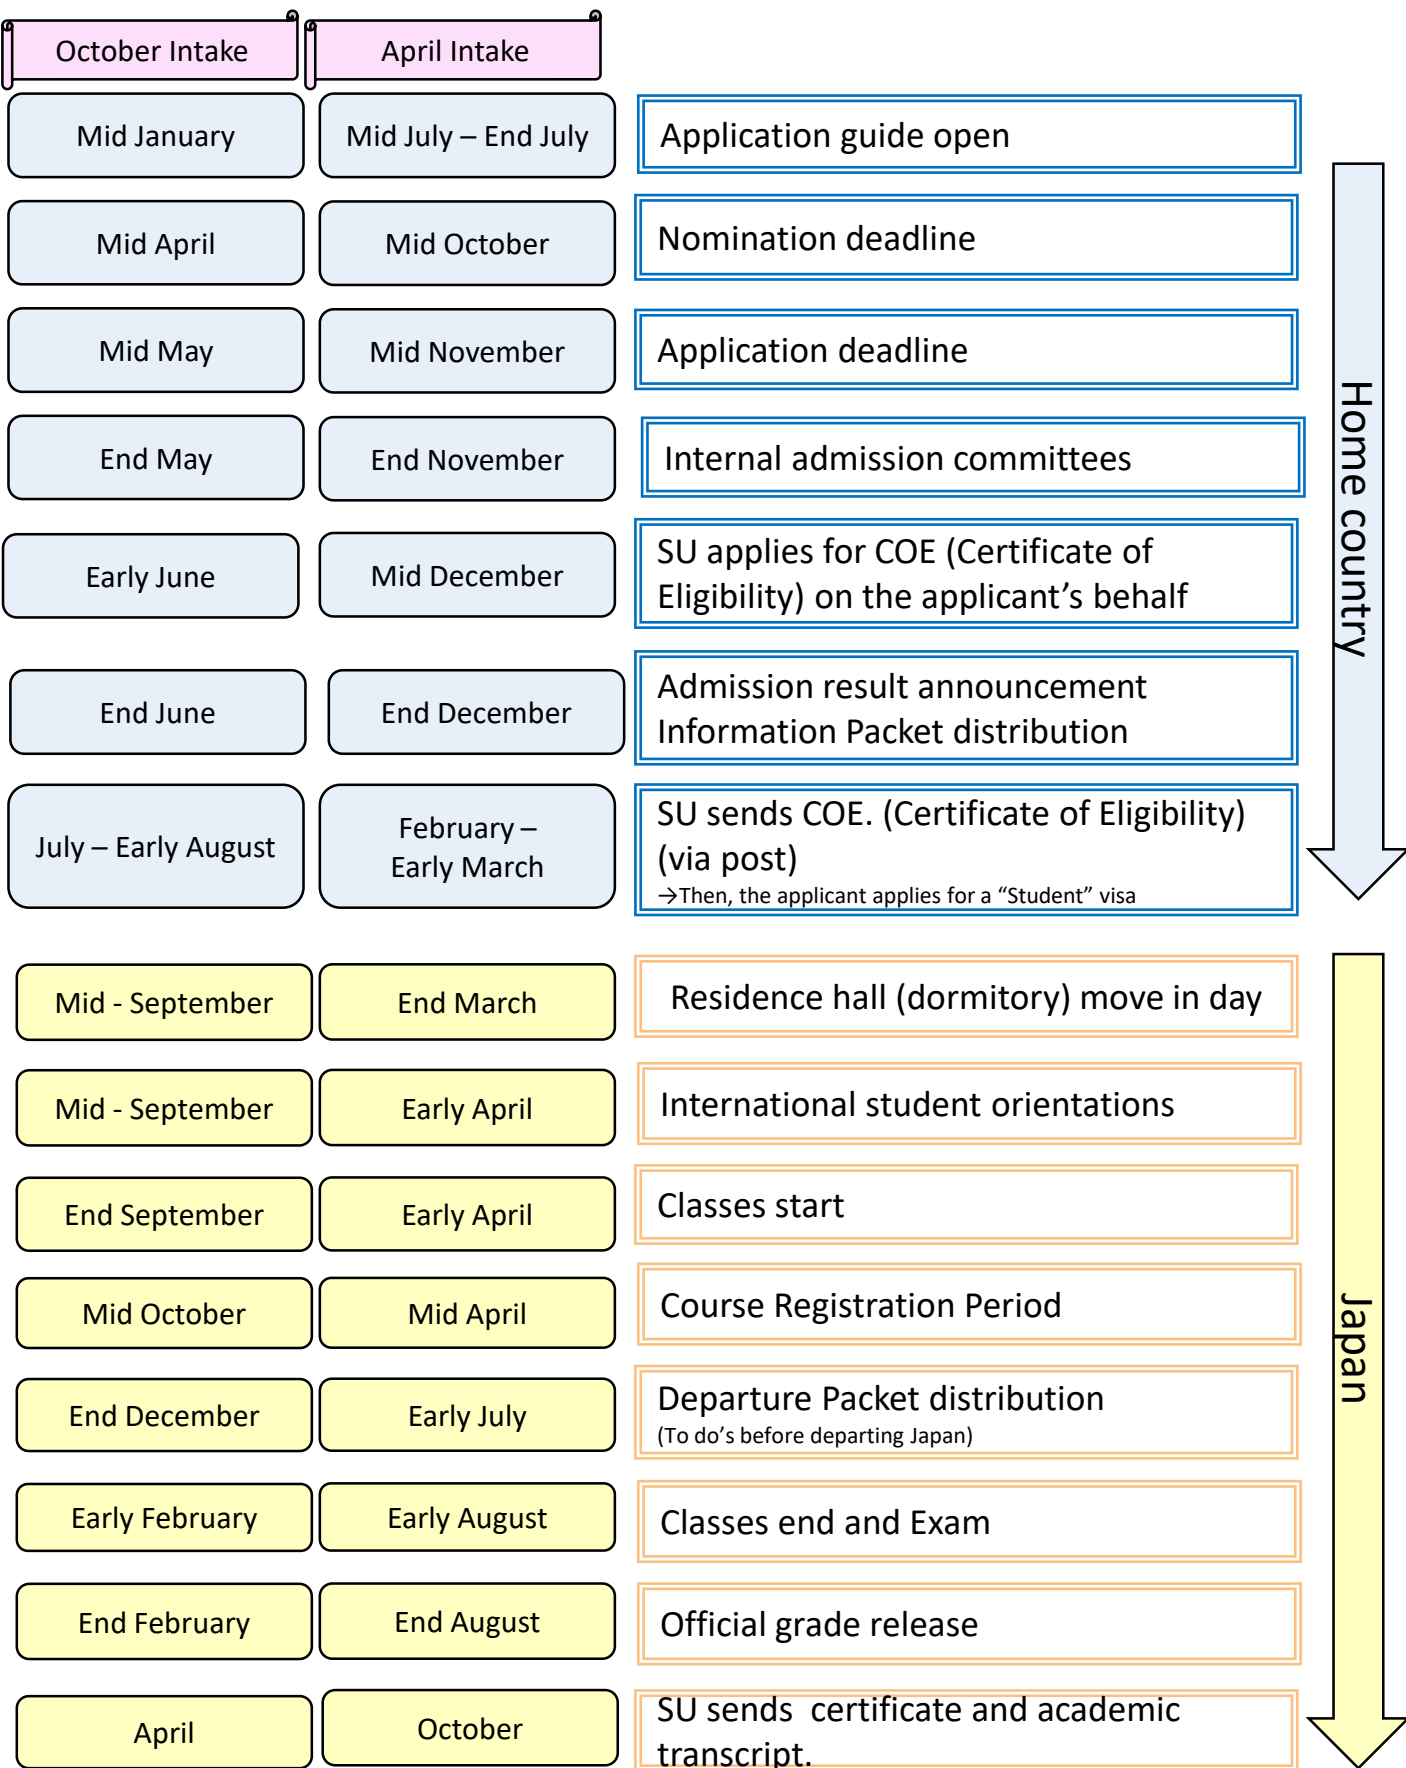 October Intake
April Intake
Mid January
Mid July – End July
Application guide open
Mid April
Mid October
Nomination deadline
Mid May
Mid November
Application deadline
End May
End November
Internal admission committees
Early June
Mid December
SU applies for COE (Certificate of
Eligibility) on the applicant’s behalf
End June
End December
Admission result announcement
Information Packet distribution
July – Early August
February –
Early March
SU sends COE. (Certificate of Eligibility)
(via post)
→Then, the applicant applies for a “Student” visa
Home country
Mid - September
End March
Residence hall (dormitory) move in day
Mid - September
Early April
International student orientations
End September
Early April
Classes start
Mid October
Mid April
Course Registration Period
End December
Early July
Departure Packet distribution
(To do’s before departing Japan)
Early February
Early August
Classes end and Exam
End February
End August
Official grade release
April
October
SU sends  certificate and academic
transcript.
Japan